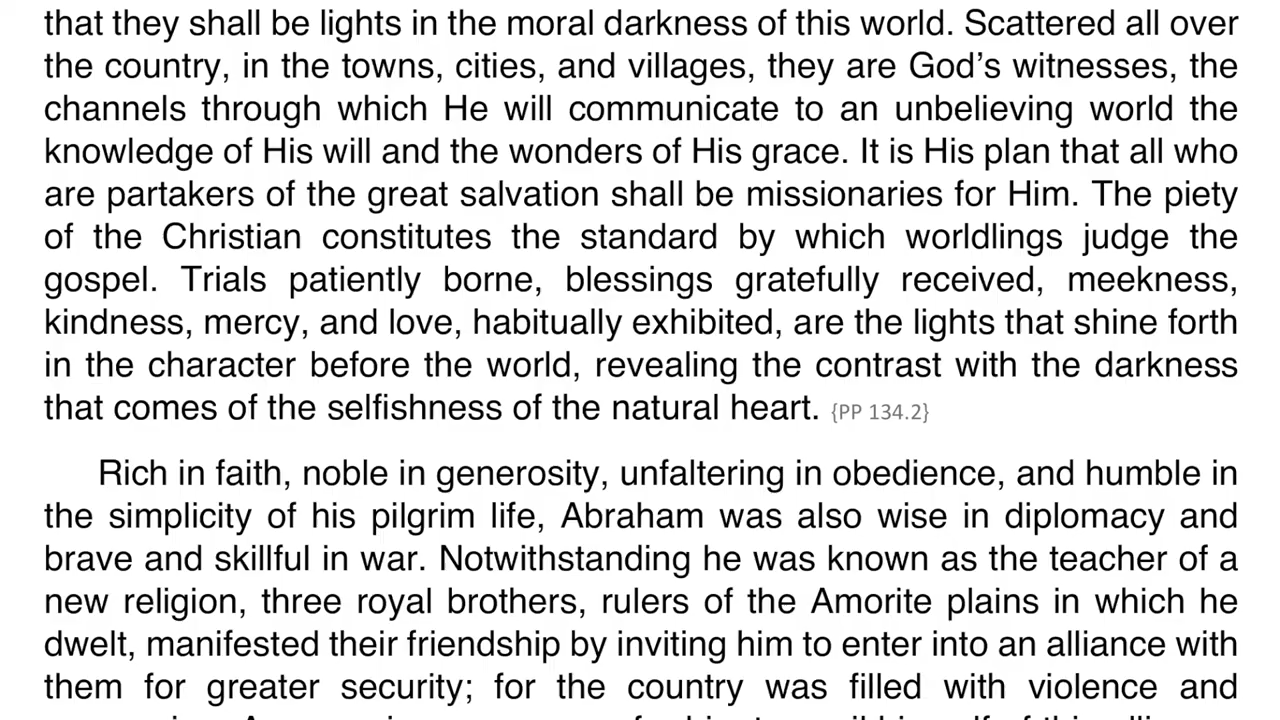 that they shall be lights in the moral darkness of this world. Scattered all over
the country, in the towns, cities, and villages, they are God’s witnesses, the
channels through which He will communicate to an unbelieving world the
knowledge of His will and the wonders of His grace. It is His plan that all who
are partakers of the great salvation shall be missionaries for Him. The piety
of the Christian constitutes the standard by which worldlings judge the
gospel. Trials patiently borne, blessings gratefully received, meekness,
kindness, mercy, and love, habitually exhibited, are the lights that shine forth
in the character before the world, revealing the contrast with the darkness
that comes of the selfishness of the natural heart. {PP 134.2}
Rich in faith, noble in generosity, unfaltering in obedience, and humble in
the simplicity of his pilgrim life, Abraham was also wise in diplomacy and
brave and skillful in war. Notwithstanding he was known as the teacher of a
new religion, three royal brothers, rulers of the Amorite plains in which he
dwelt, manifested their friendship by inviting him to enter into an alliance with
them for greater security; for the country was filled with violence and